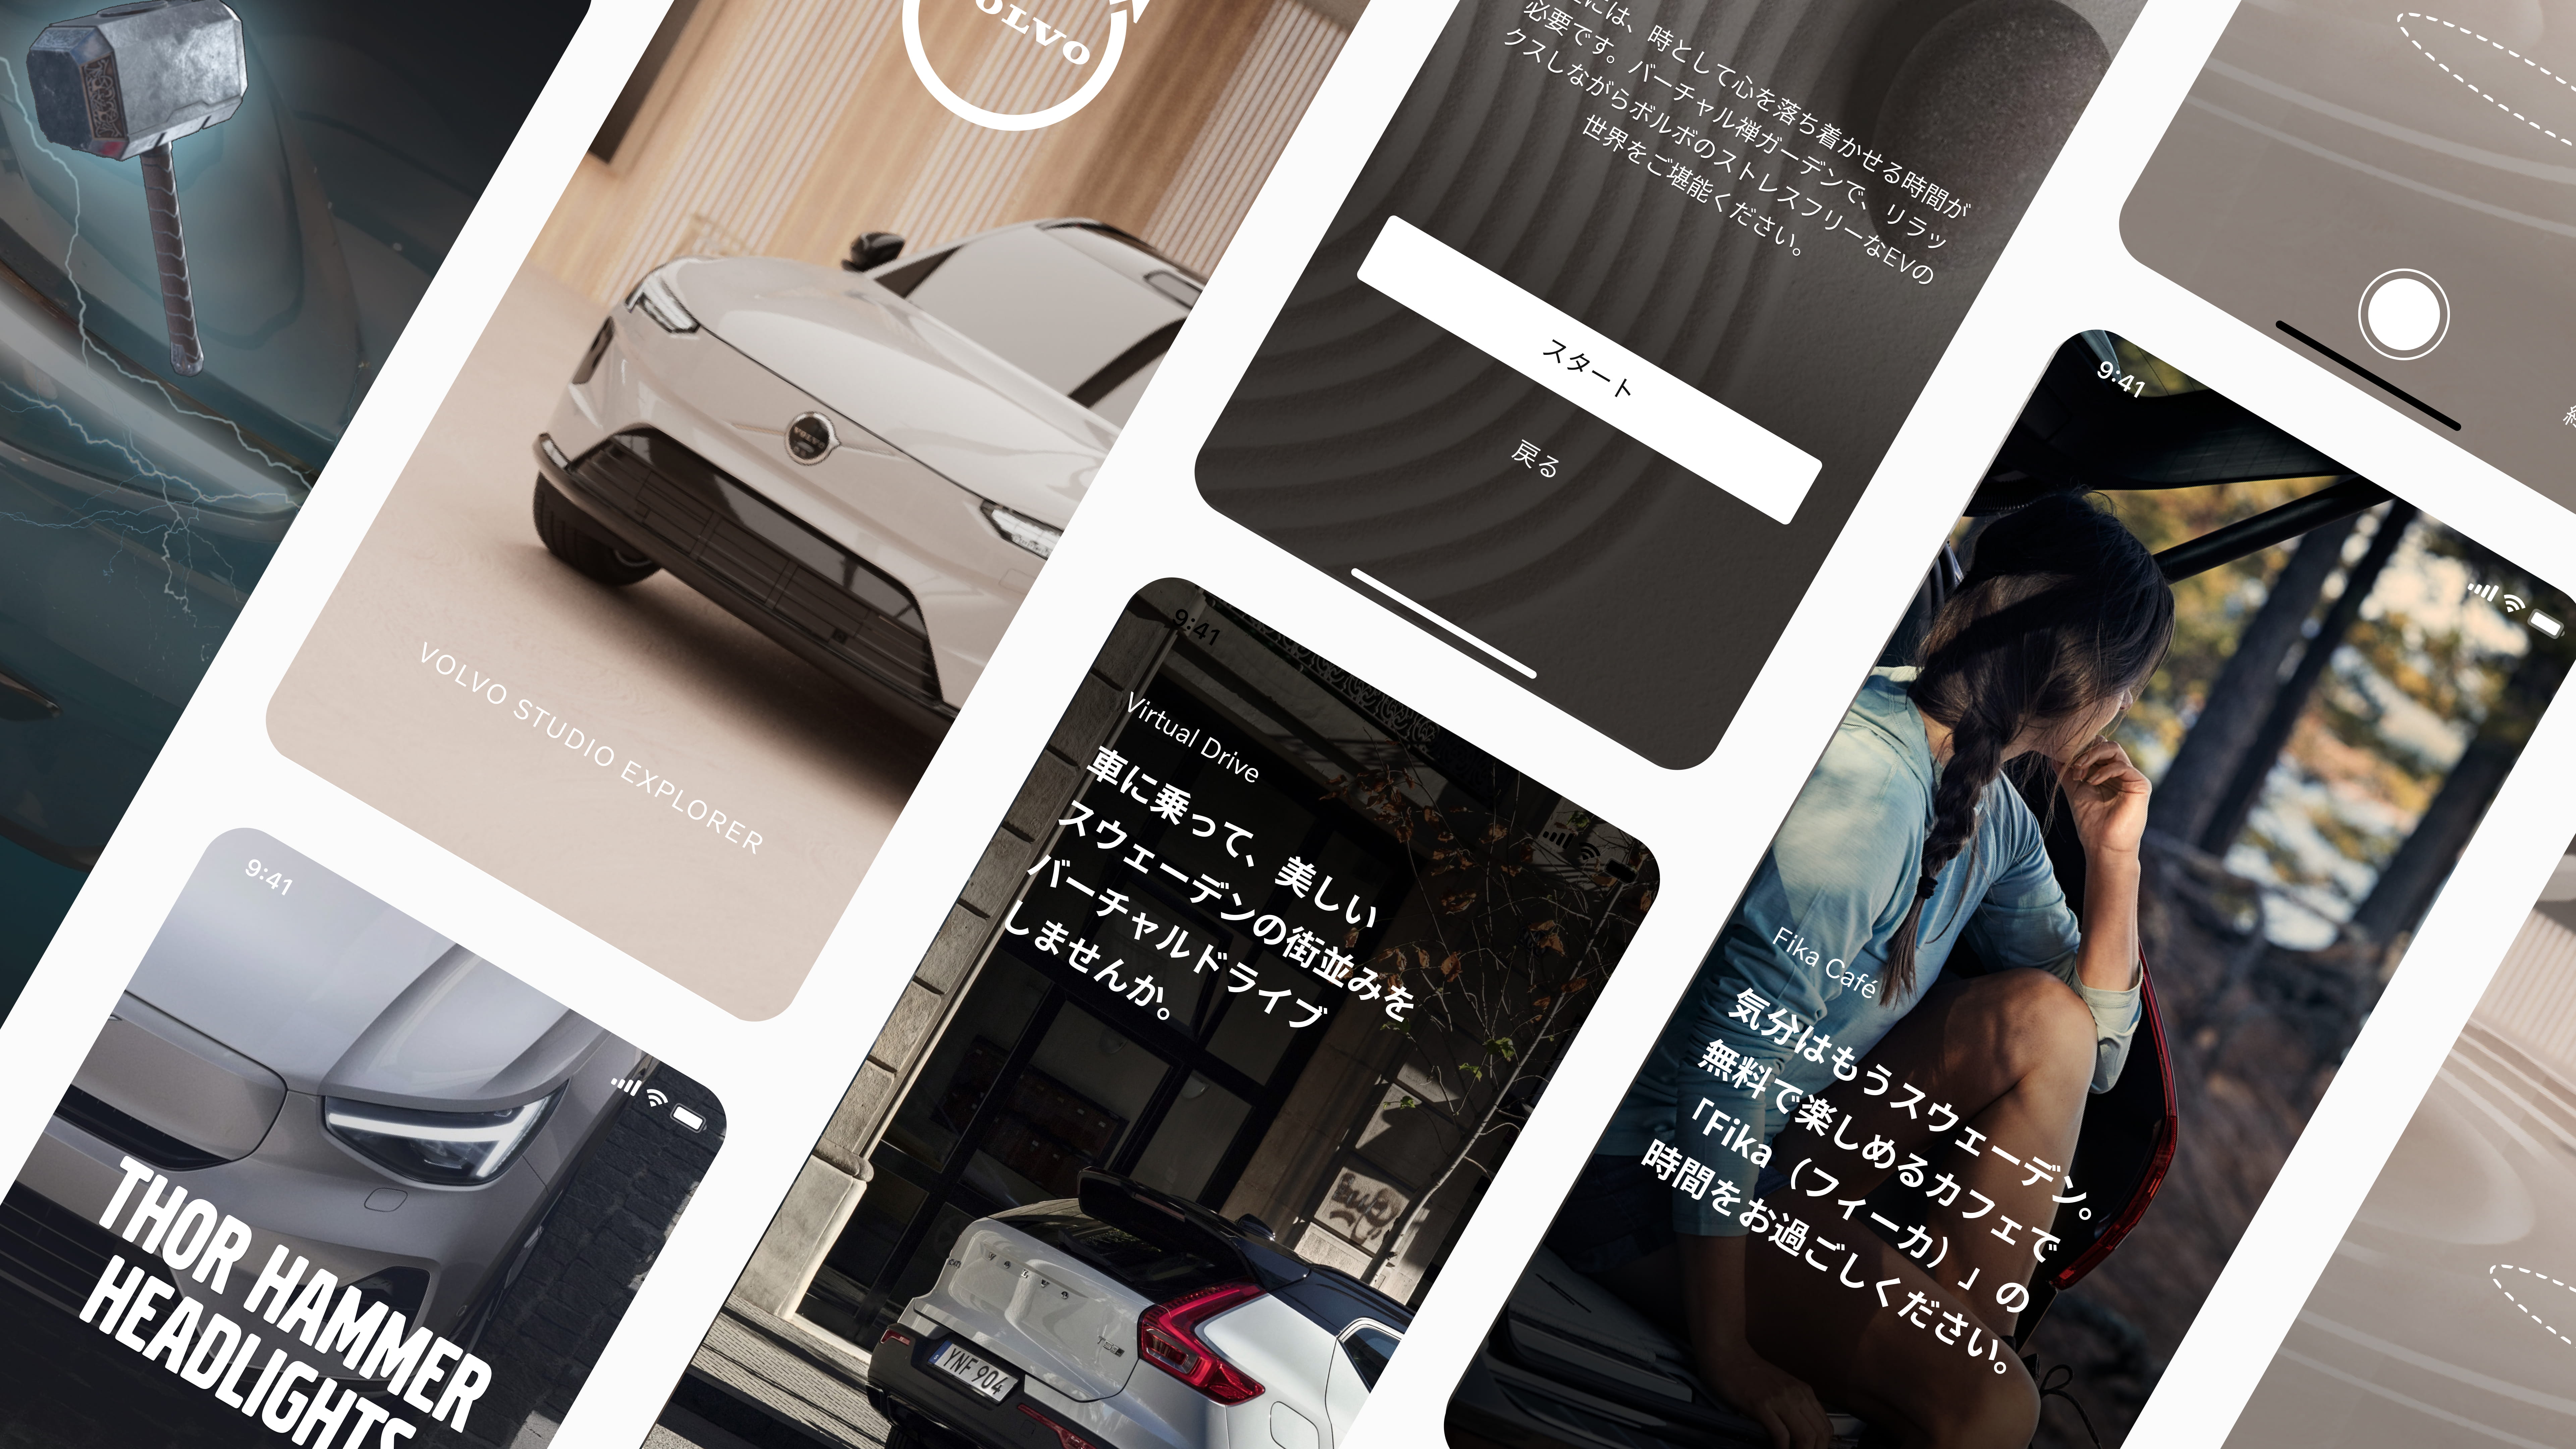 VOLVO
VOLVO STUDIO EXPLORER
9:41
THOR HAMMER
HEADLIGHTS
には、時として心を落ち着かせる時間が
必要です。バーチャル禅ガーデンで、リラッ
クスしながらボルボのストレスフリーなEVの
世界をご堪能ください。
スタート
戻る
9:41
Virtual Drive
車に乗って、美しい
スウェーデンの街並みを
バーチャルドライブ
しませんか。
YNF 904
9:41
Fika Café
気分はもうスウェーデン。
無料で楽しめるカフェで
「Fika（フィーカ）」の
時間をお過ごしください。